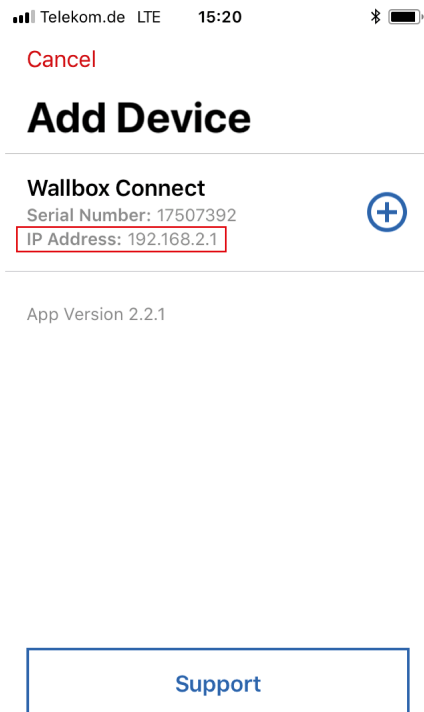 Telekom.de LTE 15:20
Cancel
Add Device
Wallbox Connect
Serial Number: 17507392
IP Address: 192.168.2.1
App Version 2.2.1
Support